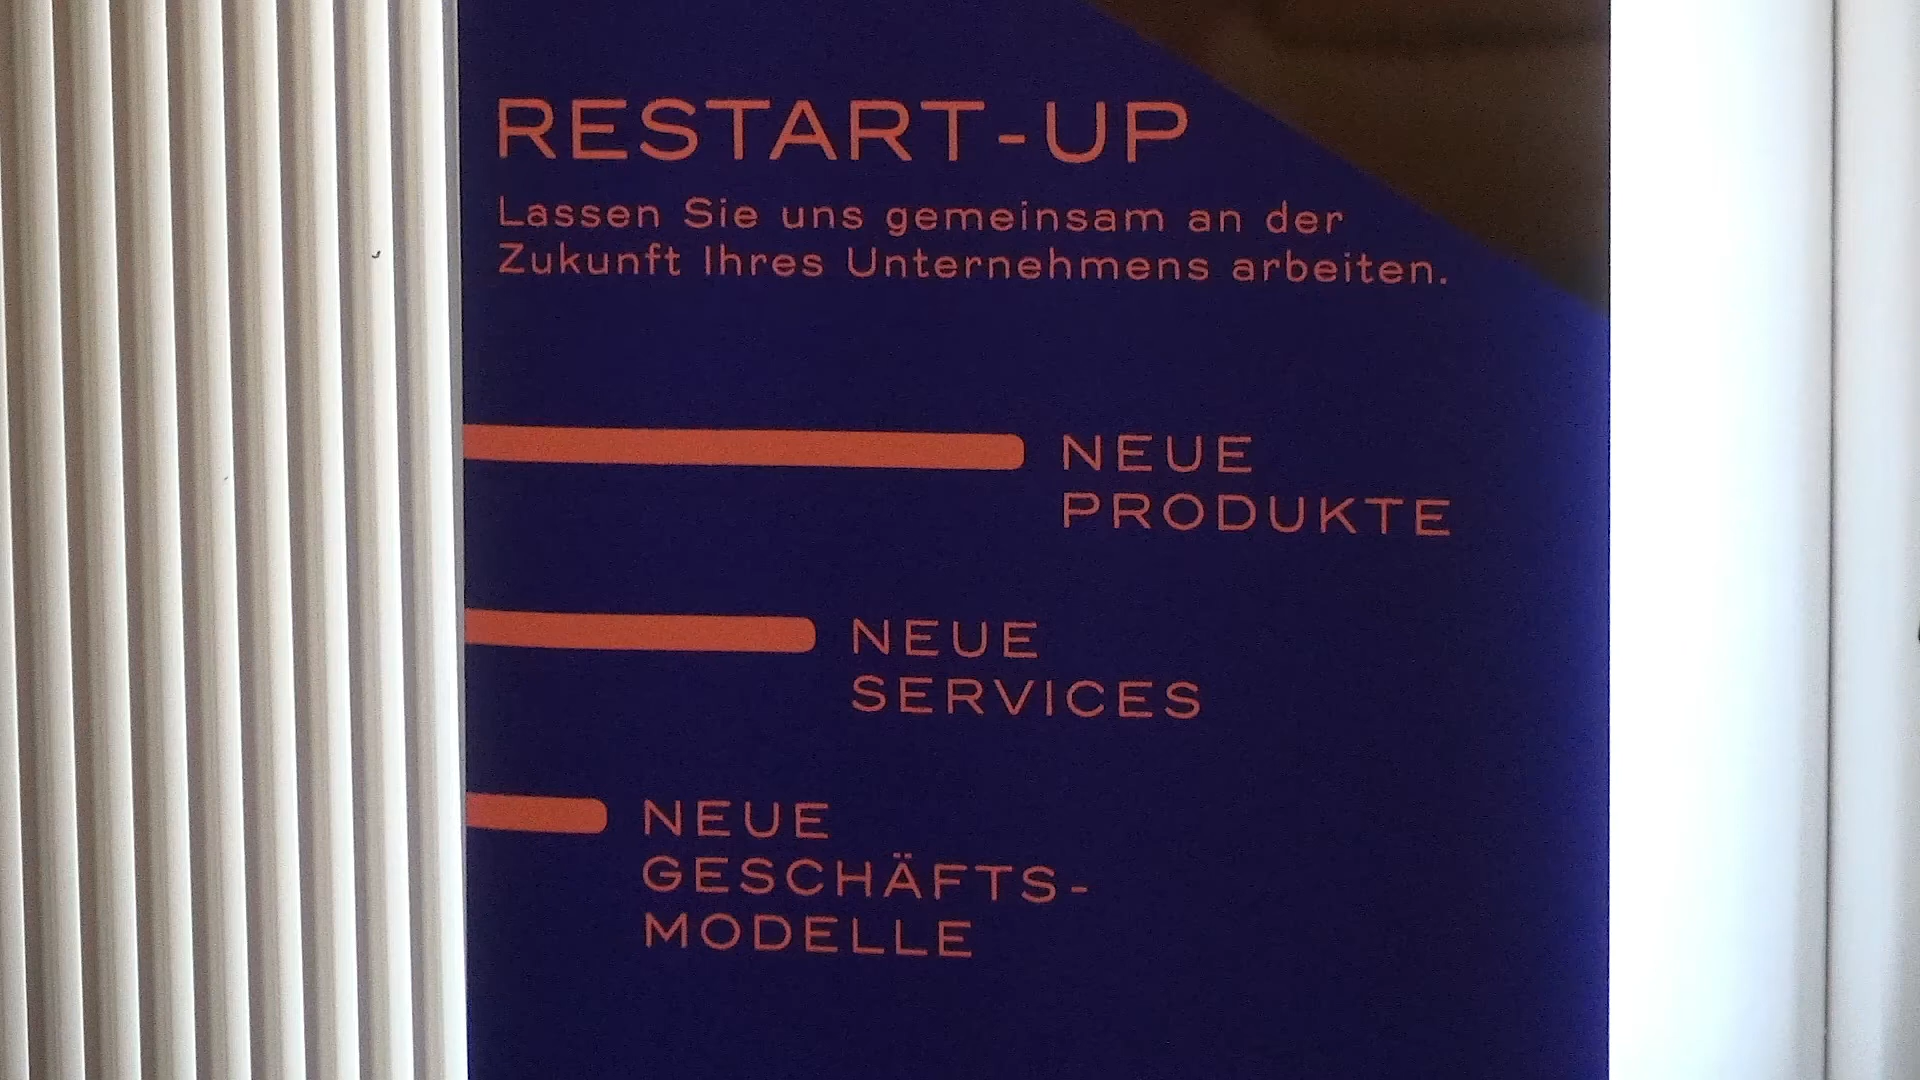 RESTART-UP
Lassen Sie uns gemeinsam an der
Zukunft Ihres Unternehmens arbeiten.
NEUE
PRODUKTE
NEUE
SERVICES
NEUE
GESCHÄFTS-
MODELLE